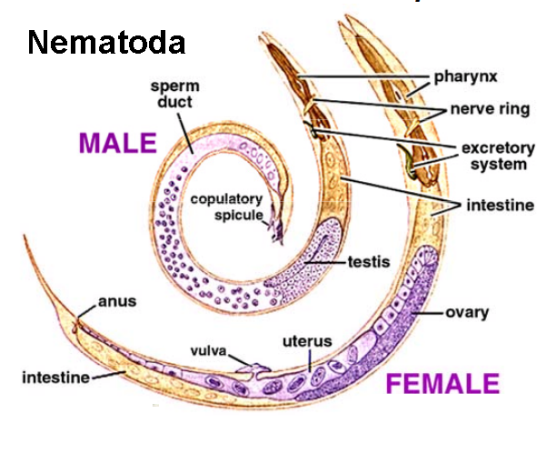 Nematoda
sperm
duct
MALE
pharynx
nerve ring
excretory
system
copulatory
spicule
intestine
testis
anus
ovary
vulva
uterus
intestine
FEMALE